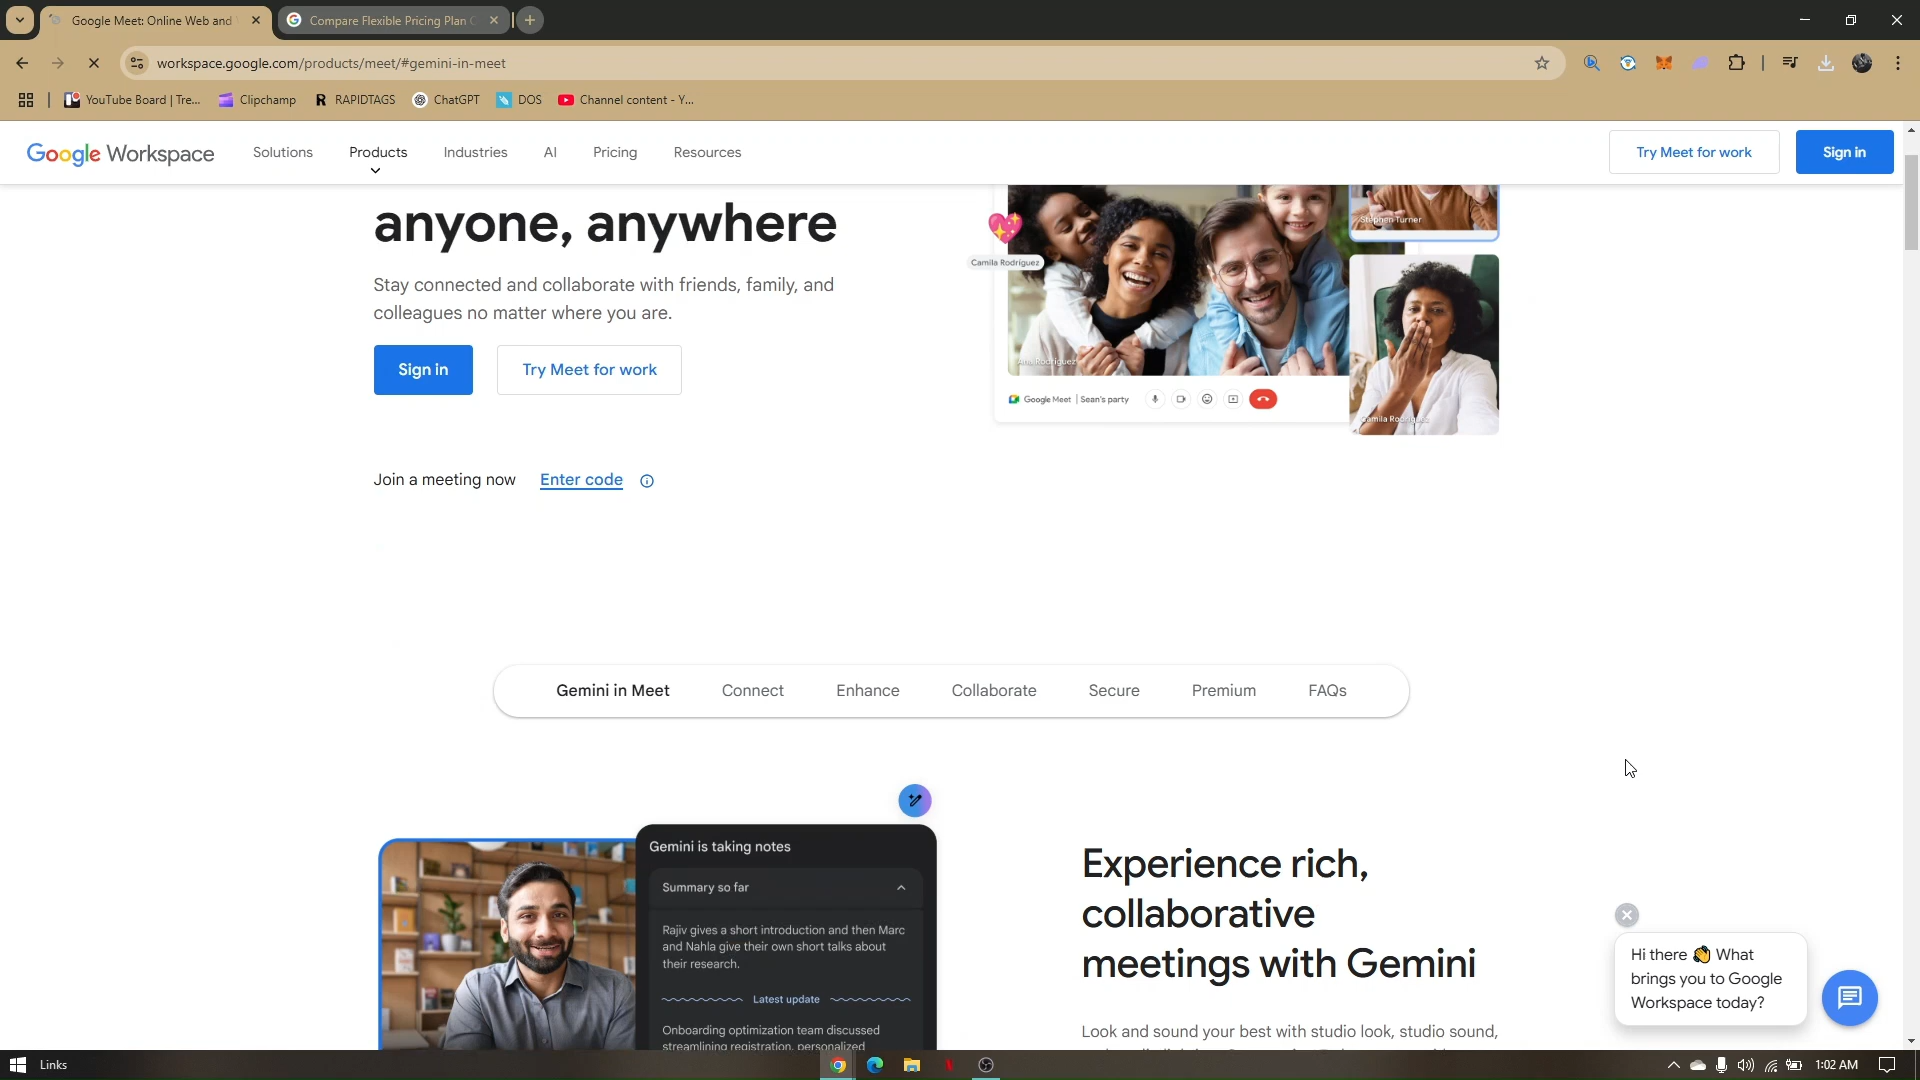 Google Meet: Online Web and
Compare Flexible Pricing Plan
workspace.google.com/products/meet/#gemini-in-meet
YouTube Board | Tre...
Clipchamp
R RAPIDTAGS
ChatGPT
DOS
Channel content - Y...
Google Workspace
Solutions
Products
Industries
AI
Pricing
Resources
Try Meet for work
Sign in
anyone, anywhere
Stay connected and collaborate with friends, family, and
colleagues no matter where you are.
Sign in
Try Meet for work
Join a meeting now
Enter code
Stephen Turner
Camila Rodriguez
Ana Rodriguez
Google Meet | Sean's party
Camila Rodriguez
Gemini in Meet
Connect
Enhance
Collaborate
Secure
Premium
FAQs
Gemini is taking notes
Summary so far
Rajiv gives a short introduction and then Marc
and Nahla give their own short talks about
their research.
Latest update
Onboarding optimization team discussed
streamlining registration, personalized
Experience rich,
collaborative
meetings with Gemini
Look and sound your best with studio look, studio sound,
Hi there 👋 What
brings you to Google
Workspace today?
Links
1:02 AM